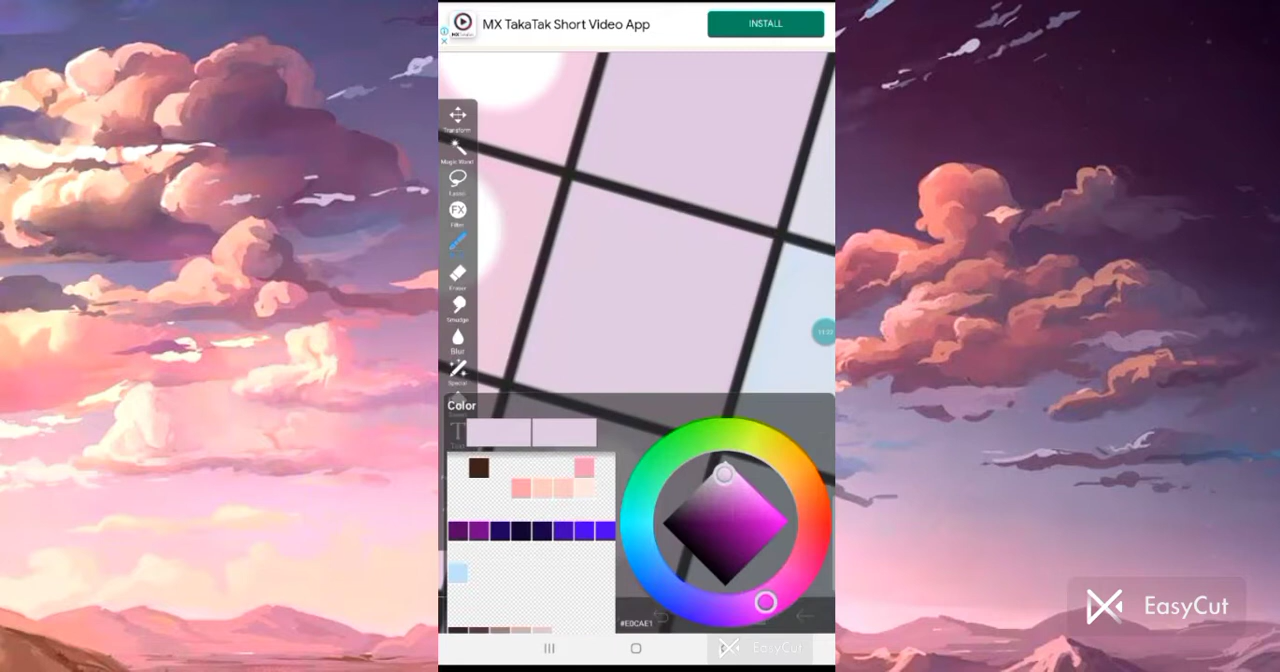 MX TakaTak Short Video App
INSTALL
Transform
Magic Wand
Lasso
FX
Filter
Eraser
Smudge
Blur
Special
Color
T
#E0CAE1
EasyCut
EasyCut